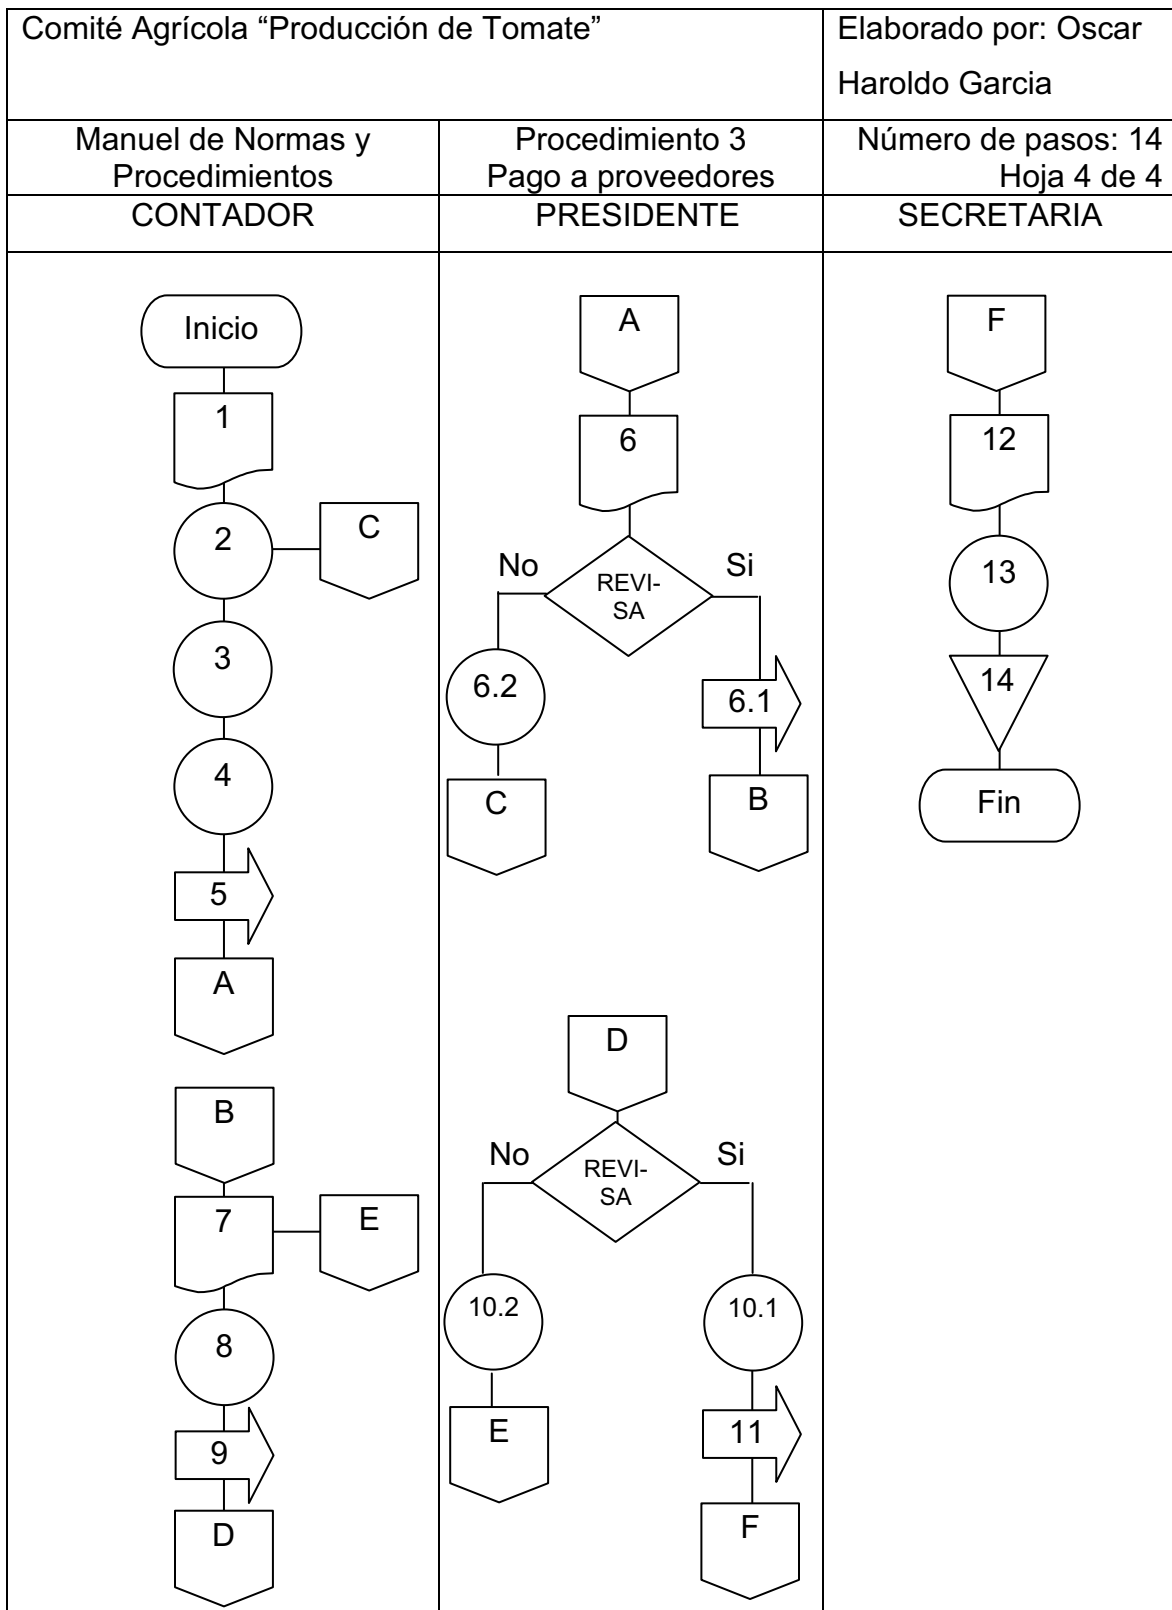 Comité Agrícola “Producción de Tomate”
Elaborado por: Oscar
Haroldo Garcia
Manuel de Normas y
Procedimientos
Procedimiento 3
Pago a proveedores
Número de pasos: 14
Hoja 4 de 4
CONTADOR
PRESIDENTE
SECRETARIA
Inicio
1
2
C
3
4
5
A
B
7
E
8
9
D
A
6
No
REVI-
SA
Si
6.2
6.1
C
B
D
No
REVI-
SA
Si
10.2
10.1
E
11
F
F
12
13
14
Fin